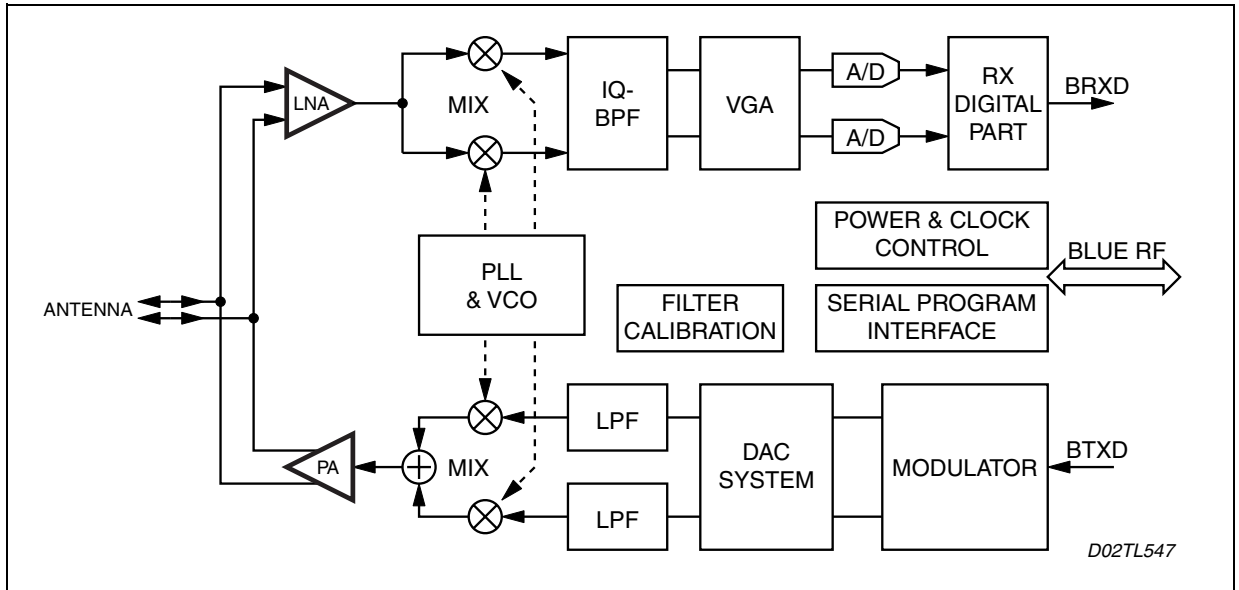 LNA
MIX
IQ-
BPF
VGA
A/D
A/D
RX
DIGITAL
PART
BRXD
POWER & CLOCK
CONTROL
BLUE RF
PLL
& VCO
ANTENNA
FILTER
CALIBRATION
SERIAL PROGRAM
INTERFACE
PA
MIX
LPF
LPF
DAC
SYSTEM
MODULATOR
BTXD
D02TL547